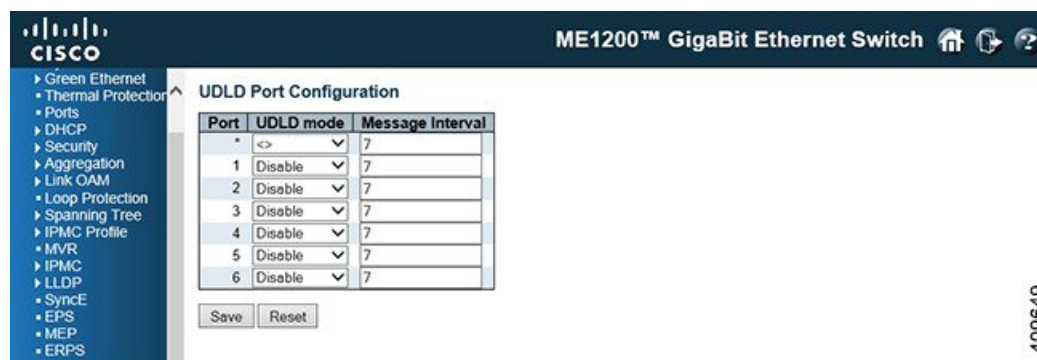 CISCO
ME1200™ GigaBit Ethernet Switch
Green Ethernet
Thermal Protection
Ports
DHCP
Security
Aggregation
Link OAM
Loop Protection
Spanning Tree
IPMC Profile
MVR
IPMC
LLDP
SyncE
EPS
MEP
ERPS
UDLD Port Configuration
Port UDLD mode Message Interval
* <> 7
1 Disable 7
2 Disable 7
3 Disable 7
4 Disable 7
5 Disable 7
6 Disable 7
Save Reset